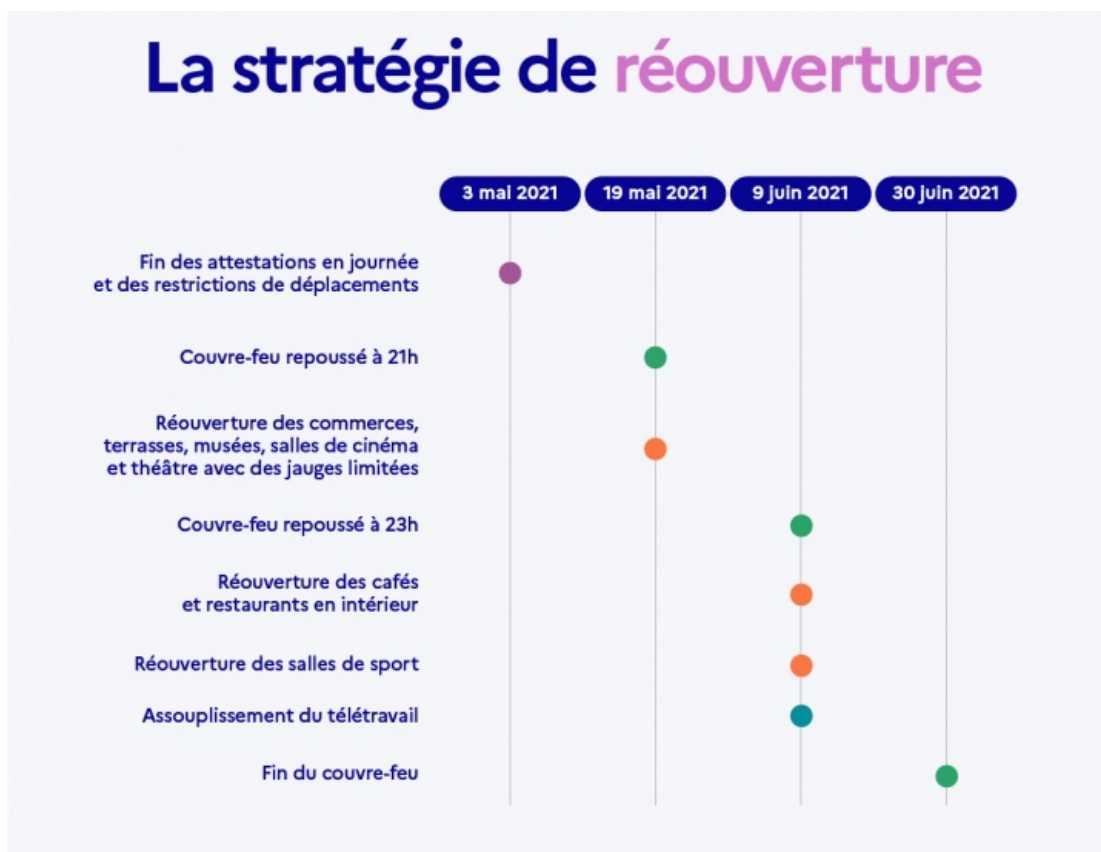 La stratégie de réouverture
3 mai 2021
19 mai 2021
9 juin 2021
30 juin 2021
Fin des attestations en journée
et des restrictions de déplacements
Couvre-feu repoussé à 21h
Réouverture des commerces,
terrasses, musées, salles de cinéma
et théâtre avec des jauges limitées
Couvre-feu repoussé à 23h
Réouverture des cafés
et restaurants en intérieur
Réouverture des salles de sport
Assouplissement du télétravail
Fin du couvre-feu